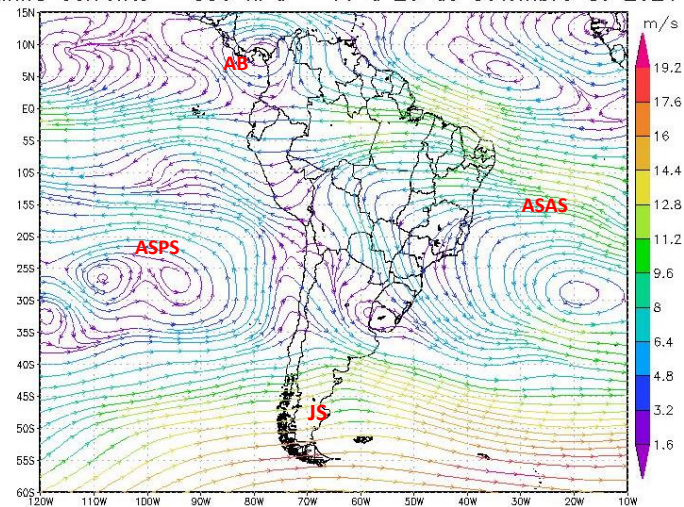 m/s
15N
10N
5N
EQ
5S
10S
15S
20S
25S
30S
35S
40S
45S
50S
55S
60S
AB
ASAS
ASPS
JS
120W 110W 100W 90W 80W 70W 60W 50W 40W 30W 20W 10W
19.2
17.6
16
14.4
12.8
11.2
9.6
8
6.4
4.8
3.2
1.6